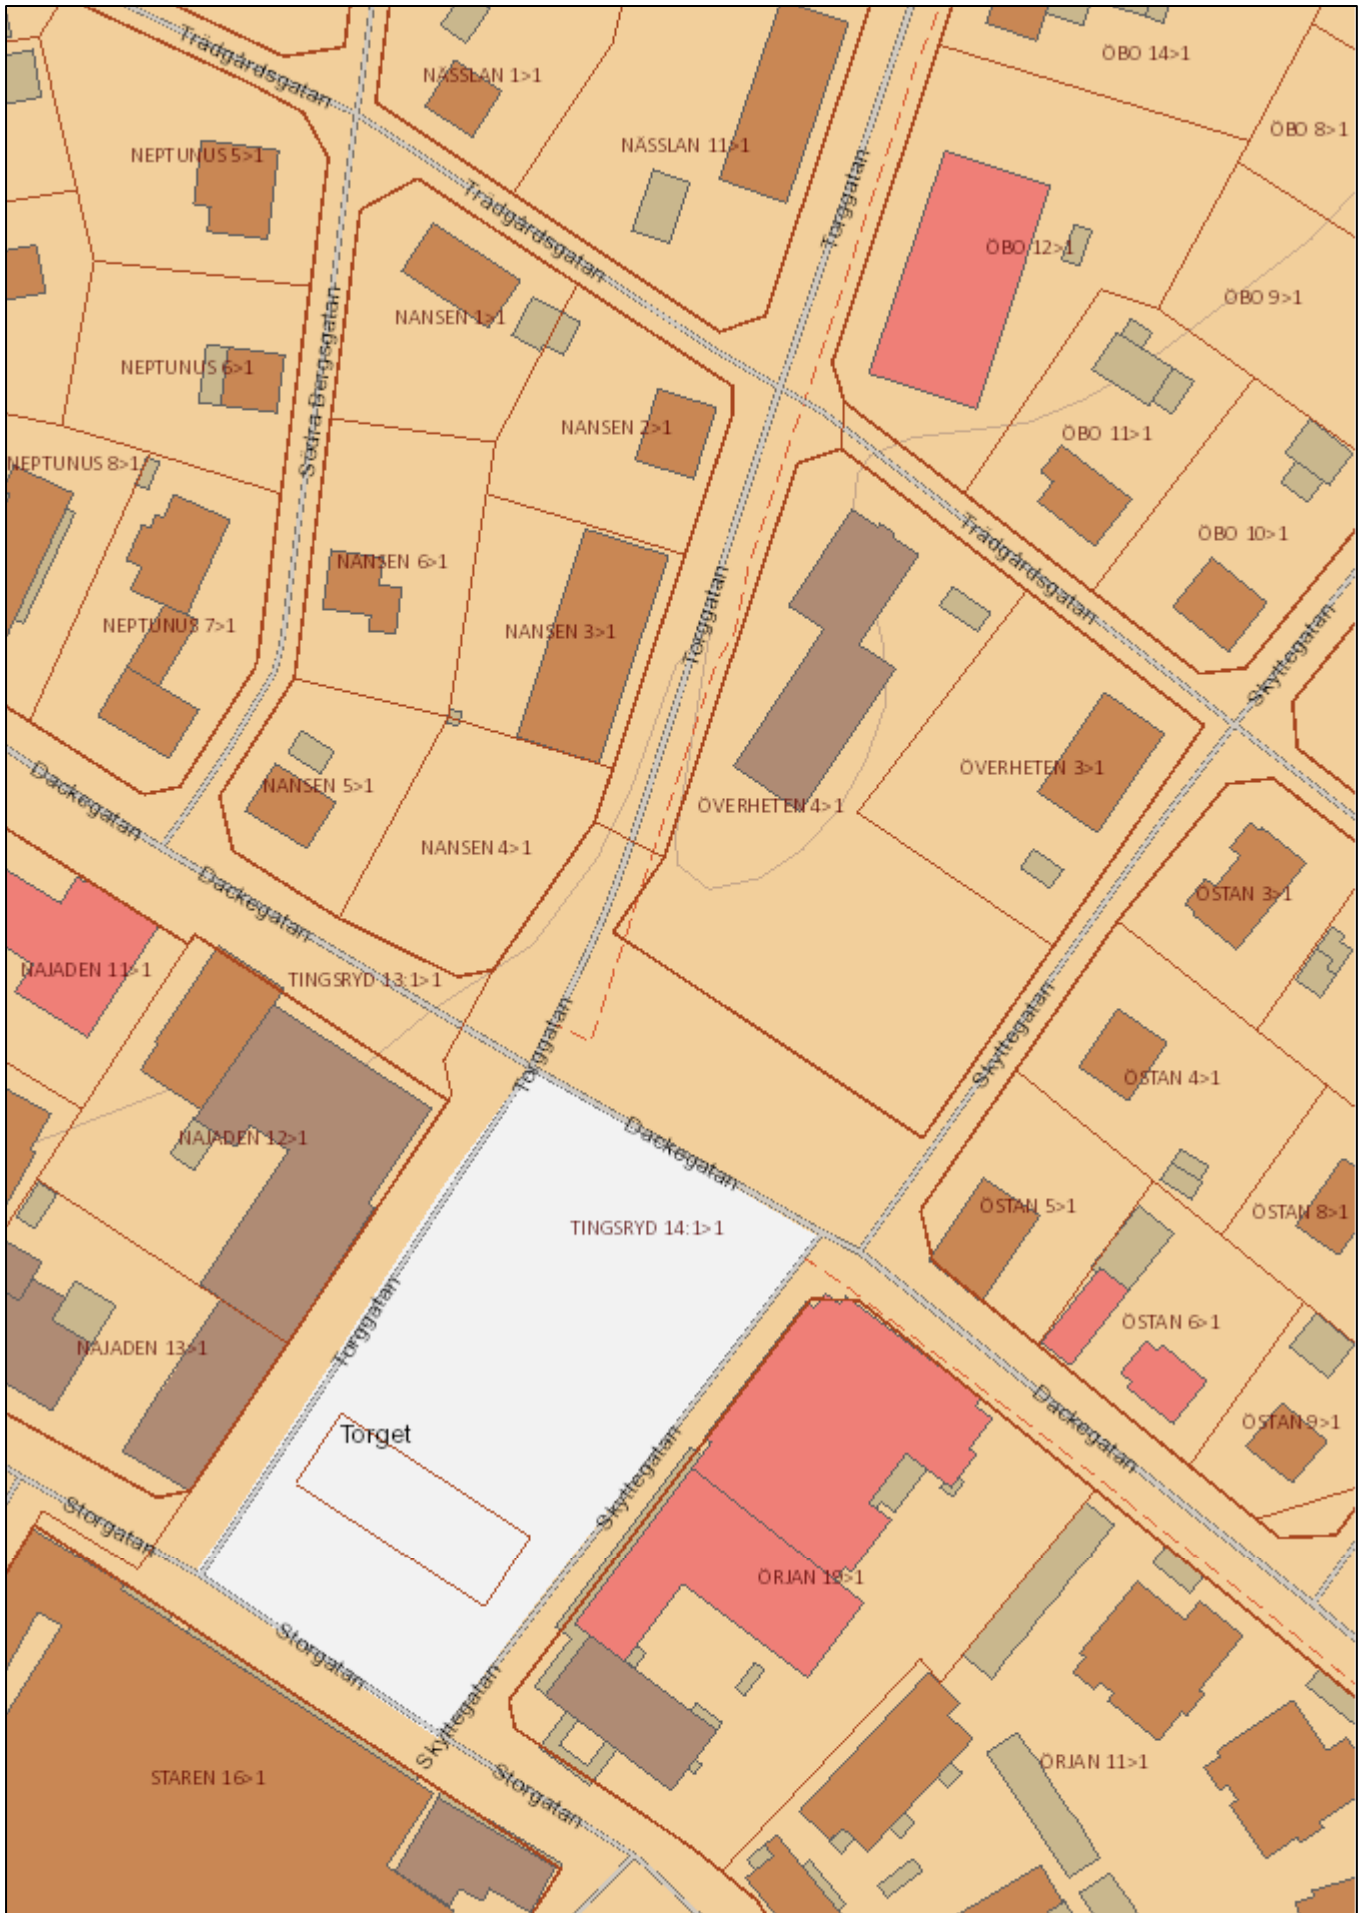 Trädgårdsgatan
NÄSSLAN 1>1
ÖBO 14>1
ÖBO 8>1
NEPTUNUS 5>1
NÄSSLAN 11>1
Torggatan
Trädgårdsgatan
ÖBO 12>1
ÖBO 9>1
NANSEN 1>1
Södra Bergsgatan
NEPTUNUS 6>1
NANSEN 2>1
ÖBO 11>1
NEPTUNUS 8>1
ÖBO 10>1
Trädgårdsgatan
NANSEN 6>1
Torggatan
NEPTUNUS 7>1
NANSEN 3>1
Skyttegatan
ÖVERHETEN 3>1
Dackegatan
NANSEN 5>1
ÖVERHETEN 4>1
NANSEN 4>1
ÖSTAN 3>1
Dackegatan
NAJADEN 11>1
TINGSRYD 13:1>1
Torggatan
Skyttegatan
ÖSTAN 4>1
NAJADEN 12>1
Dackegatan
ÖSTAN 5>1
ÖSTAN 8>1
TINGSRYD 14:1>1
Torggatan
ÖSTAN 6>1
NAJADEN 13>1
Torget
Dackegatan
ÖSTAN 9>1
Skyttegatan
Storgatan
ÖRJAN 19>1
Storgatan
Skyttegatan
STAREN 16>1
Storgatan
ÖRJAN 11>1